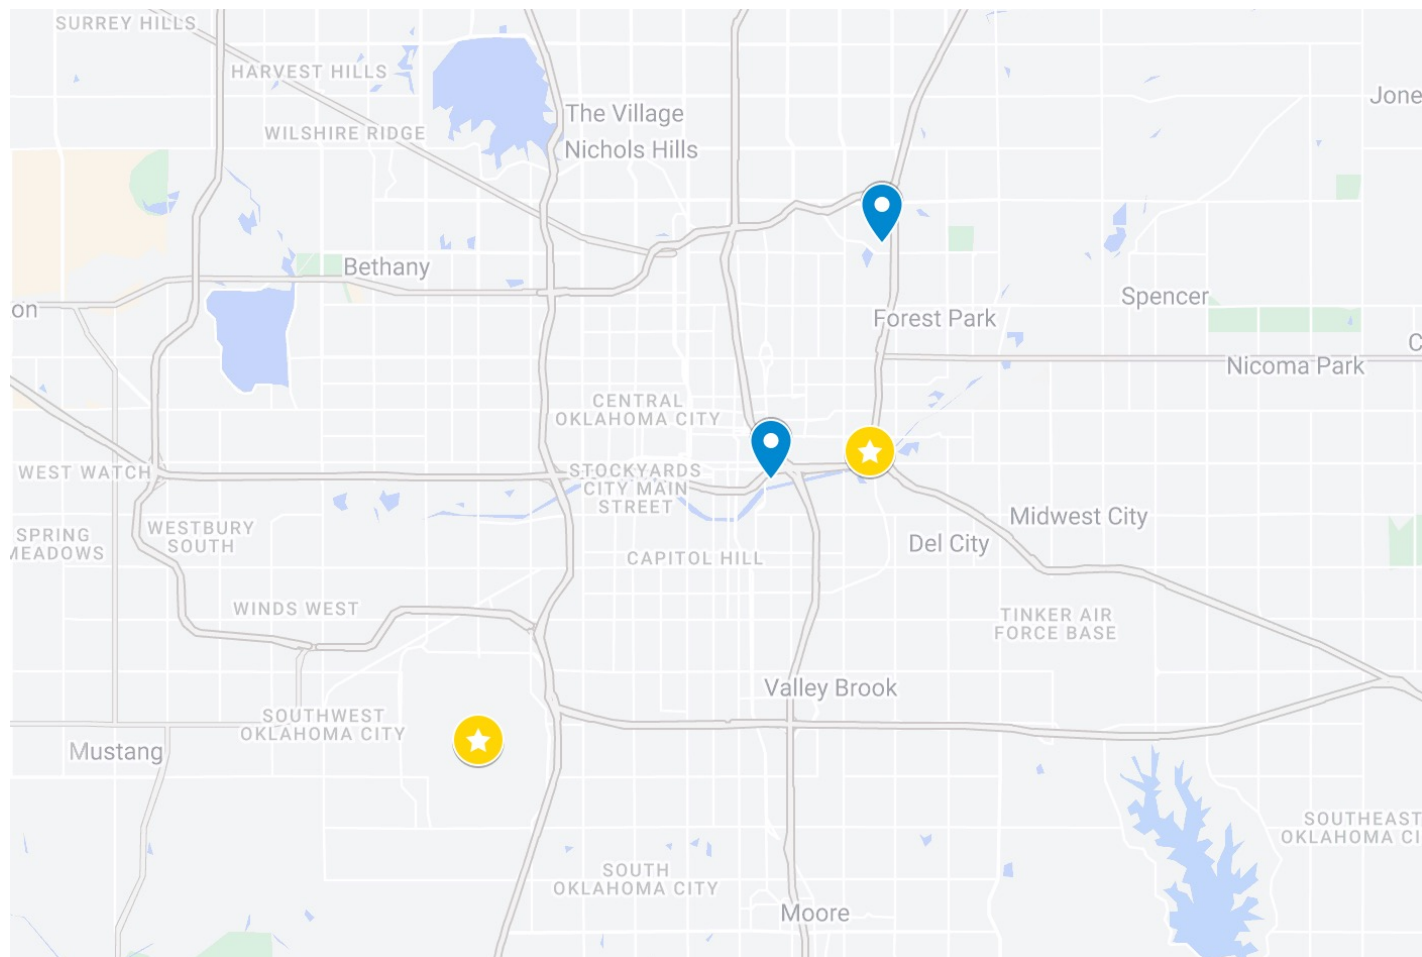 SURREY HILLS
HARVEST HILLS
Jone
The Village
WILSHIRE RIDGE
Nichols Hills
Bethany
Spencer
on
Forest Park
C
Nicoma Park
CENTRAL
OKLAHOMA CITY
WEST WATCH
STOCKYARDS
CITY MAIN
STREET
Midwest City
WESTBURY
SOUTH
SPRING
MEADOWS
Del City
CAPITOL HILL
WINDS WEST
TINKER AIR
FORCE BASE
Valley Brook
SOUTHWEST
OKLAHOMA CITY
Mustang
SOUTHEAST
OKLAHOMA CI
SOUTH
OKLAHOMA CITY
Moore